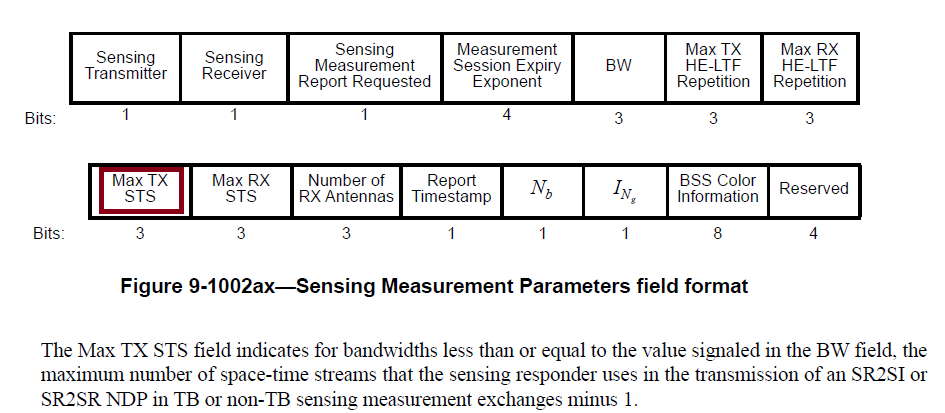 Sensing Transmitter Sensing Receiver Sensing Measurement Report Requested Measurement Session Expiry Exponent BW Max TX HE-LTF Repetition Max RX HE-LTF Repetition
Bits: 1 1 1 4 3 3 3
Max TX STS Max RX STS Number of RX Antennas Report Timestamp N_b I_{N_g} BSS Color Information Reserved
Bits: 3 3 3 1 1 1 8 4
Figure 9-1002ax—Sensing Measurement Parameters field format
The Max TX STS field indicates for bandwidths less than or equal to the value signaled in the BW field, the
maximum number of space-time streams that the sensing responder uses in the transmission of an SR2SI or
SR2SR NDP in TB or non-TB sensing measurement exchanges minus 1.